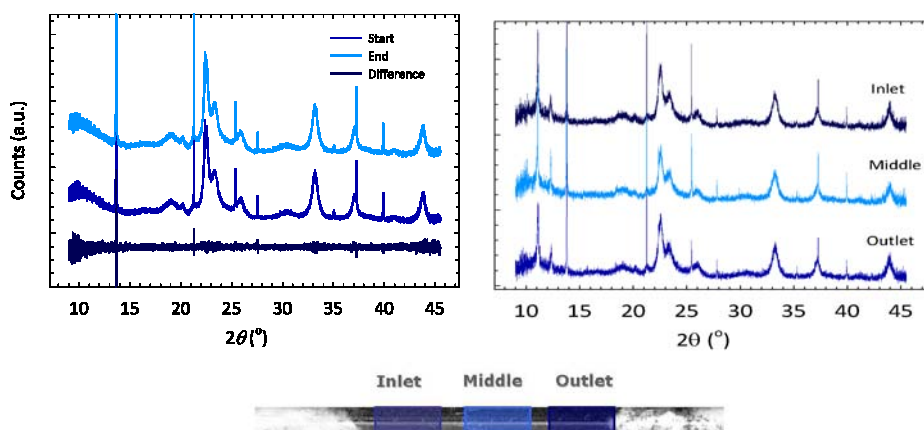 Start
End
Difference
Counts (a.u.)
10 15 20 25 30 35 40 45
2θ (°)
Inlet
Middle
Outlet
10 15 20 25 30 35 40 45
2θ (°)
Inlet Middle Outlet